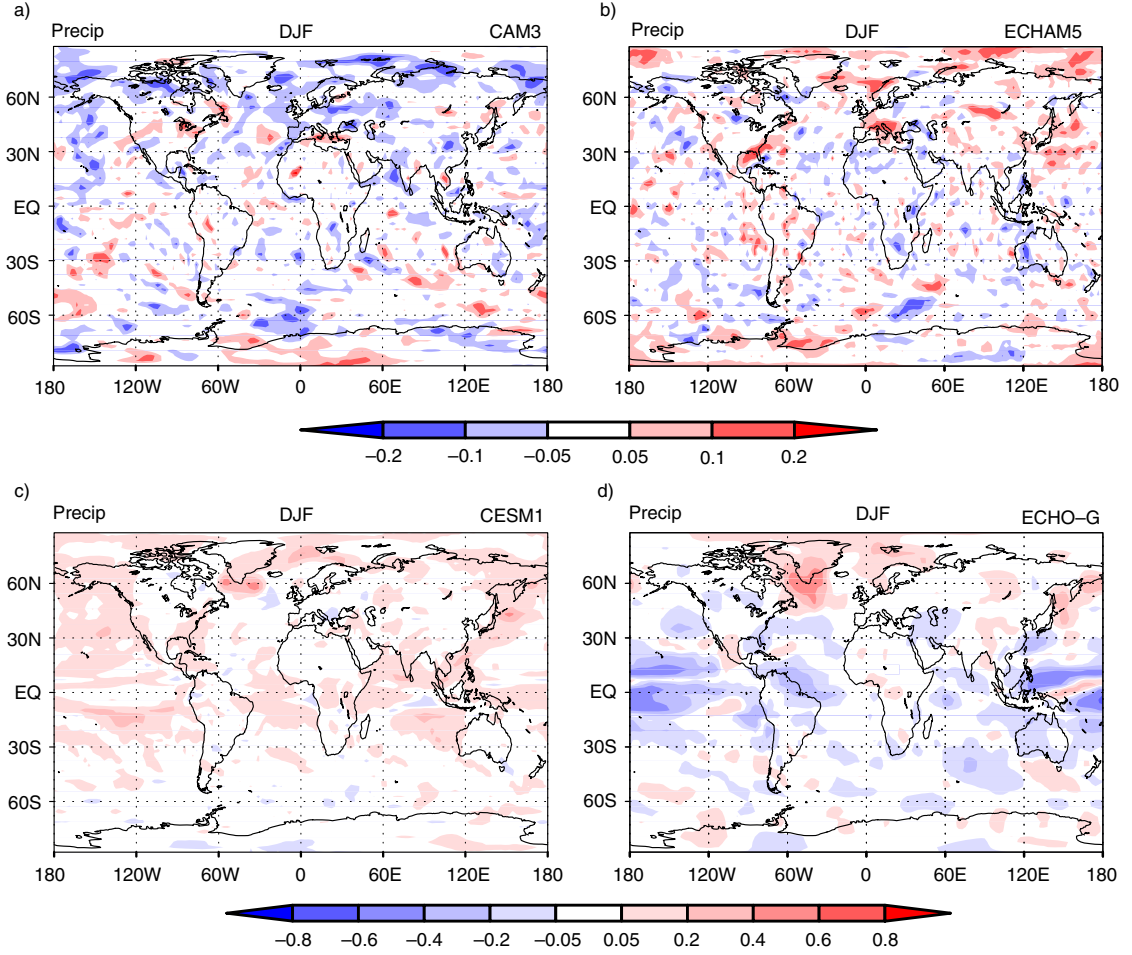 a)
Precip DJF CAM3
60N
30N
EQ
30S
60S
180 120W 60W 0 60E 120E 180
b)
Precip DJF ECHAM5
60N
30N
EQ
30S
60S
180 120W 60W 0 60E 120E 180
−0.2 −0.1 −0.05 0.05 0.1 0.2
c)
Precip DJF CESM1
60N
30N
EQ
30S
60S
180 120W 60W 0 60E 120E 180
d)
Precip DJF ECHO−G
60N
30N
EQ
30S
60S
180 120W 60W 0 60E 120E 180
−0.8 −0.6 −0.4 −0.2 −0.05 0.05 0.2 0.4 0.6 0.8